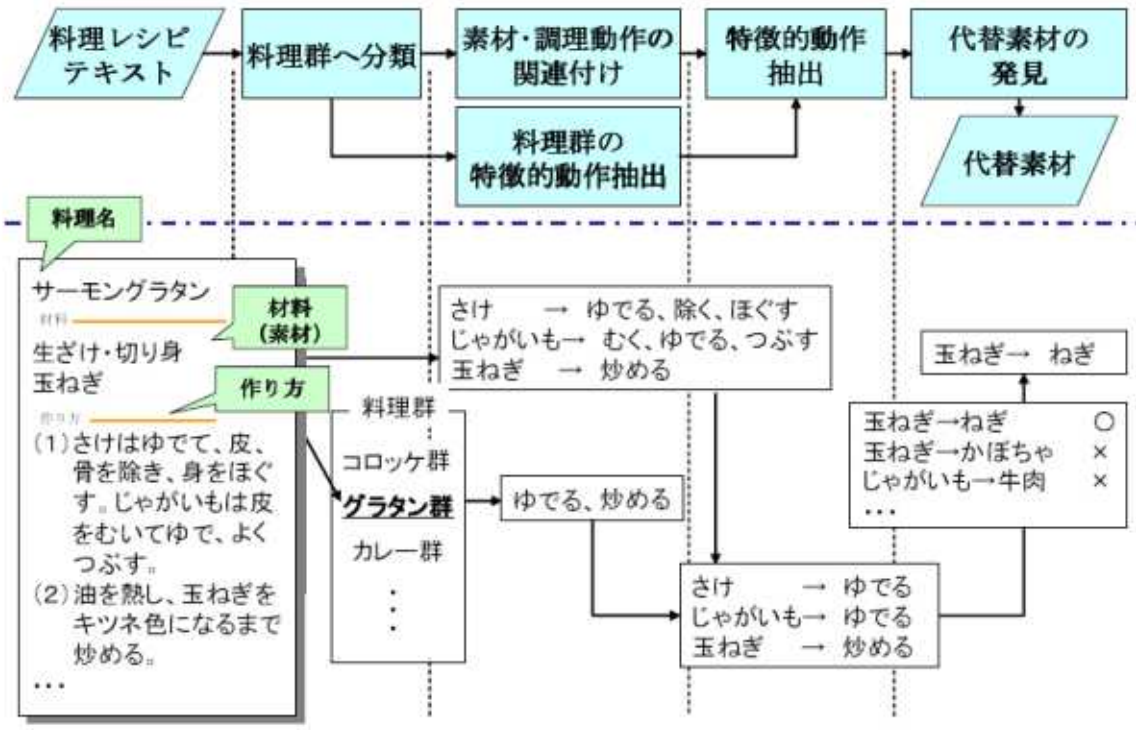 料理レシピ
テキスト
料理群へ分類
素材・調理動作の
関連付け
特徴的動作
抽出
代替素材の
発見
料理群の
特徴的動作抽出
代替素材
料理名
サーモングラタン
材料
材料
(素材)
生ざけ・切り身
玉ねぎ
作り方
作り方
(1)さけはゆでて、皮、
骨を除き、身をほぐ
す。じゃがいもは皮
をむいてゆで、よく
つぶす。
(2)油を熱し、玉ねぎを
キツネ色になるまで
炒める。
・・・
さけ → ゆでる、除く、ほぐす
じゃがいも→ むく、ゆでる、つぶす
玉ねぎ → 炒める
料理群
コロッケ群
グラタン群
カレー群
・
・
・
ゆでる、炒める
さけ → ゆでる
じゃがいも→ ゆでる
玉ねぎ → 炒める
玉ねぎ→ ねぎ
玉ねぎ→ねぎ ○
玉ねぎ→かぼちゃ ×
じゃがいも→牛肉 ×
・・・